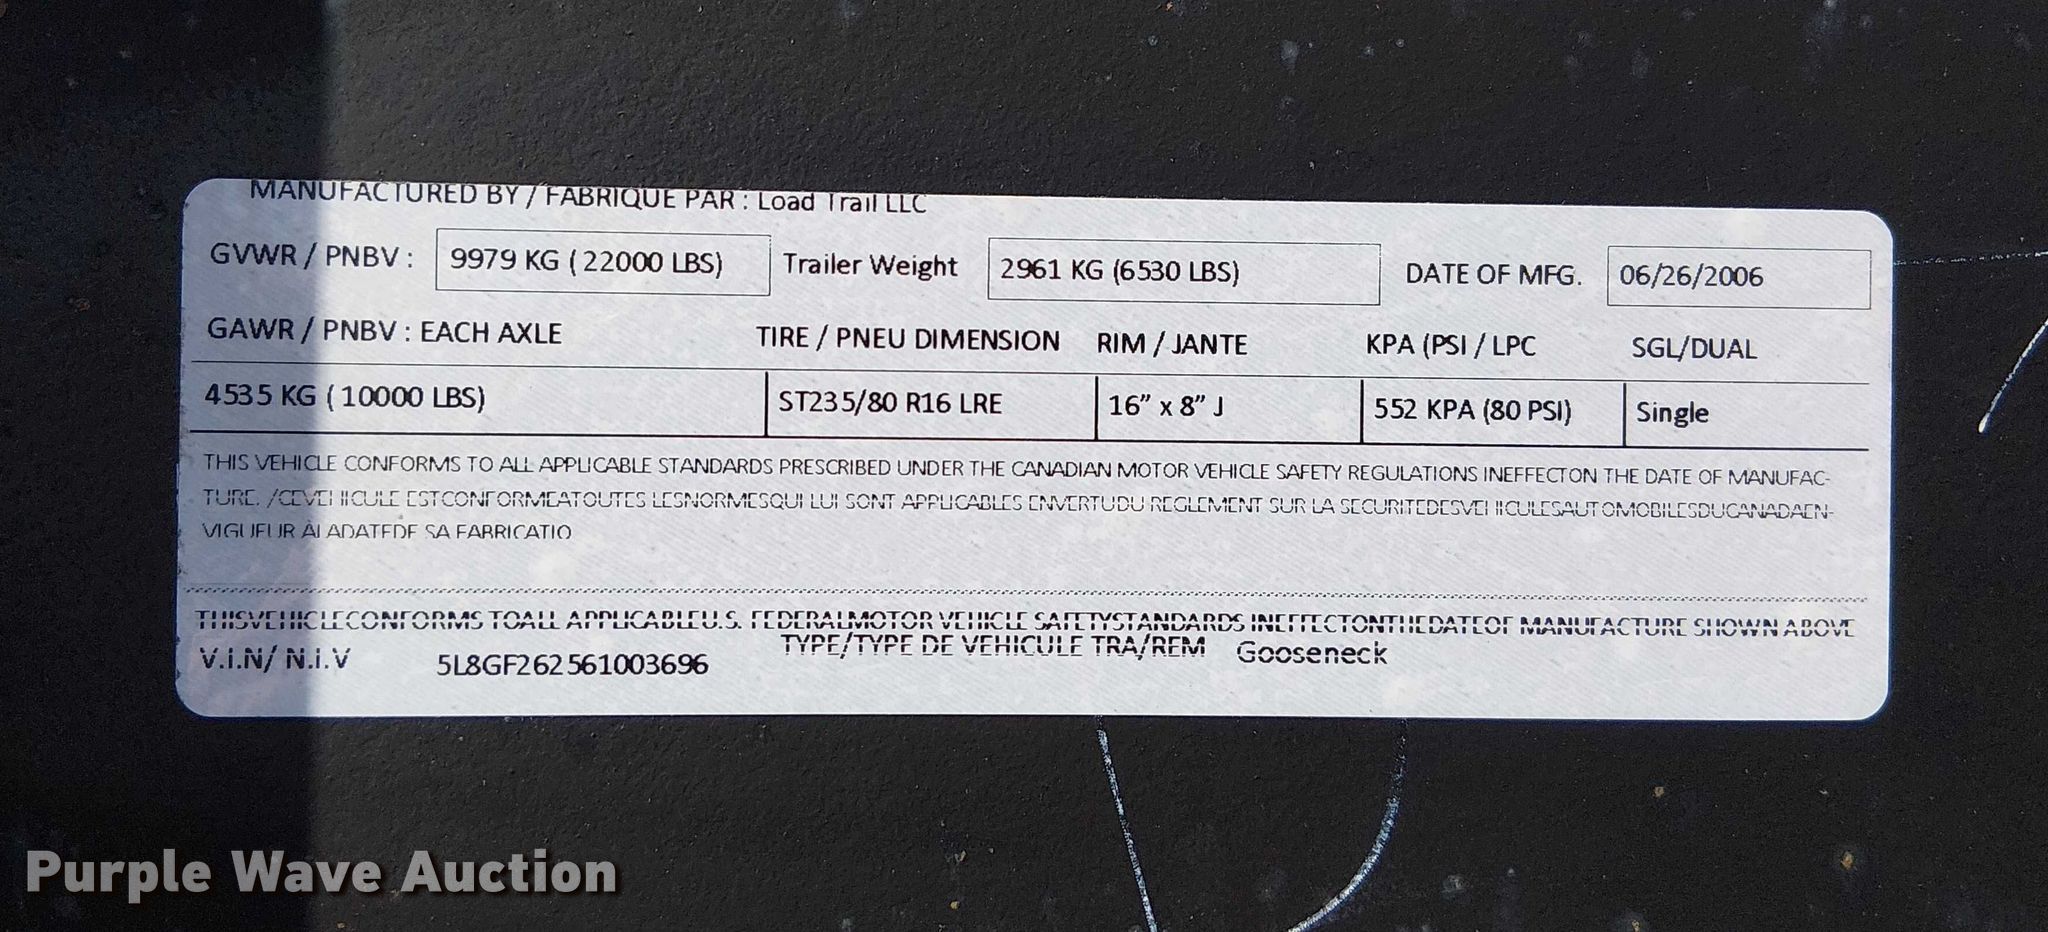 MANUFACTURED BY / FABRIQUE PAR : Load Trail LLC
GVWR / PNBV : 9979 KG ( 22000 LBS) Trailer Weight 2961 KG (6530 LBS) DATE OF MFG. 06/26/2006
GAWR / PNBV : EACH AXLE TIRE / PNEU DIMENSION RIM / JANTE KPA (PSI / LPC SGL/DUAL
4535 KG ( 10000 LBS) ST235/80 R16 LRE 16” x 8” J 552 KPA (80 PSI) Single
THIS VEHICLE CONFORMS TO ALL APPLICABLE STANDARDS PRESCRIBED UNDER THE CANADIAN MOTOR VEHICLE SAFETY REGULATIONS INEFFECTON THE DATE OF MANUFAC-
TURE. /CEVEHICULE ESTCONFORMEATOUTES LESNORMESQUI LUI SONT APPLICABLES ENVERTUDU REGLEMENT SUR LA SECURITEDESVEHICULESAUTOMOBILESDUCANADAEN-
VIGUEUR ALADATEDE SA FABRICATIO
THISVEHICLECONFORMS TOALL APPLICABLEU.S. FEDERALMOTOR VEHICLE SAFETYSTANDARDS INEFFECTONTHEDATEOF MANUFACTURE SHOWN ABOVE
V.I.N/ N.I.V 5L8GF262561003696 TYPE/TYPE DE VEHICULE TRA/REM Gooseneck
Purple Wave Auction